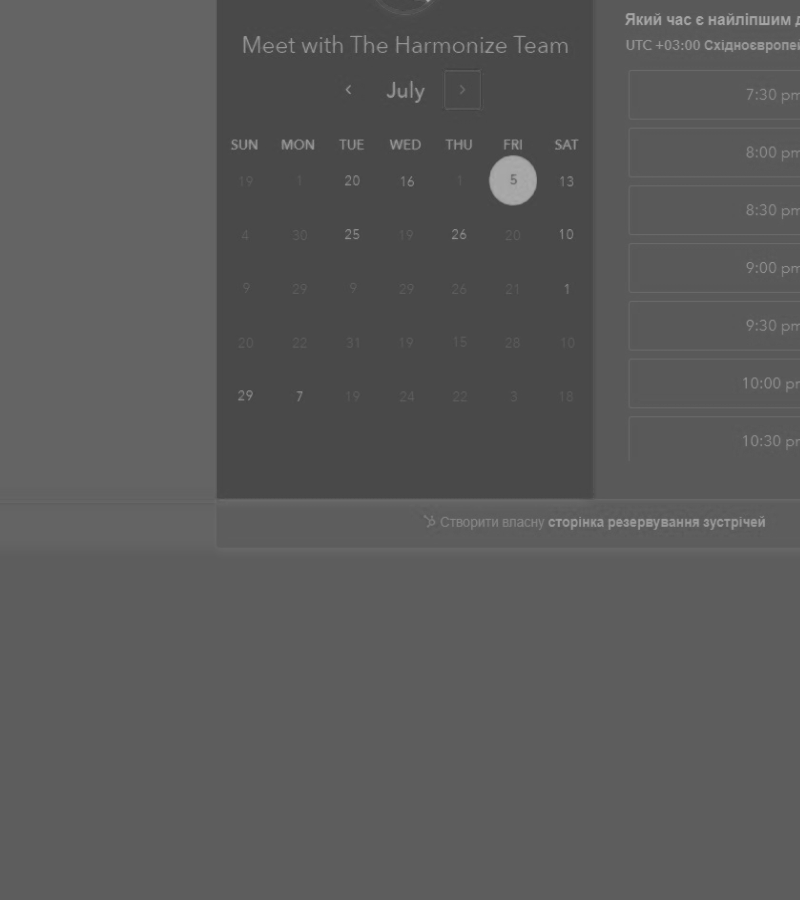 Meet with The Harmonize Team
July
SUN MON TUE WED THU FRI SAT
19 1 20 16 1 5 13
4 30 25 19 26 20 10
9 29 9 29 26 21 1
20 22 31 19 15 28 10
29 7 19 24 22 3 18
Який час є найліпшим д
UTC +03:00 Східноєвропей
7:30 pm
8:00 pm
8:30 pm
9:00 pm
9:30 pm
10:00 pm
10:30 pm
Створити власну сторінка резервування зустрічей